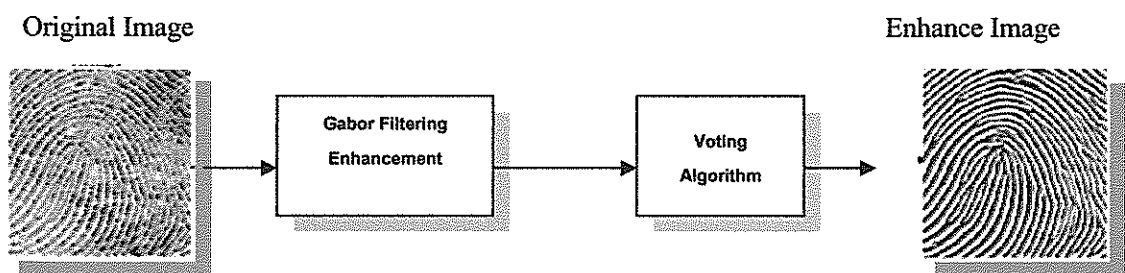 Original Image
Enhance Image
Gabor Filtering
Enhancement
Voting
Algorithm